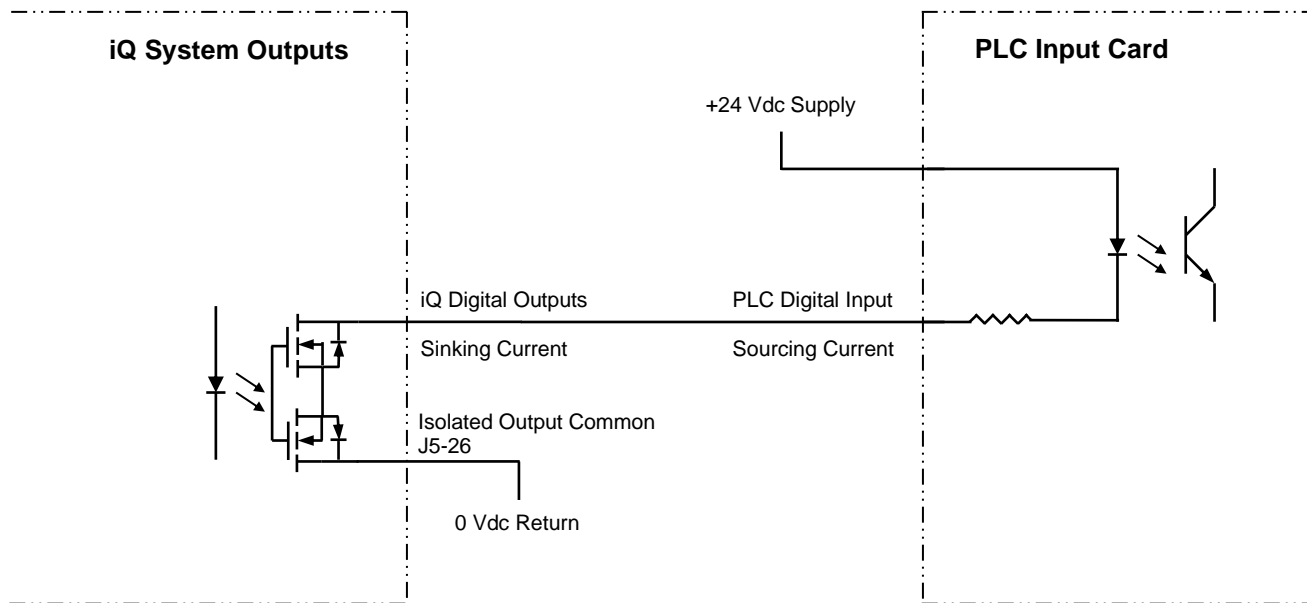 iQ System Outputs
PLC Input Card
+24 Vdc Supply
iQ Digital Outputs
PLC Digital Input
Sinking Current
Sourcing Current
Isolated Output Common
J5-26
0 Vdc Return